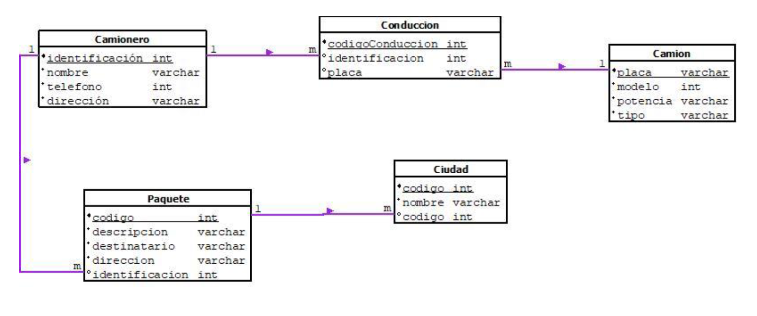 Camionero
identificación int
nombre varchar
telefono int
dirección varchar
1
1
m
Conduccion
codigoConduccion int
identificacion int
placa varchar
m
1
Camion
placa varchar
modelo int
potencia varchar
tipo varchar
Paquete
codigo int
descripcion varchar
destinatario varchar
direccion varchar
identificacion int
m
1
m
Ciudad
codigo int
nombre varchar
codigo int